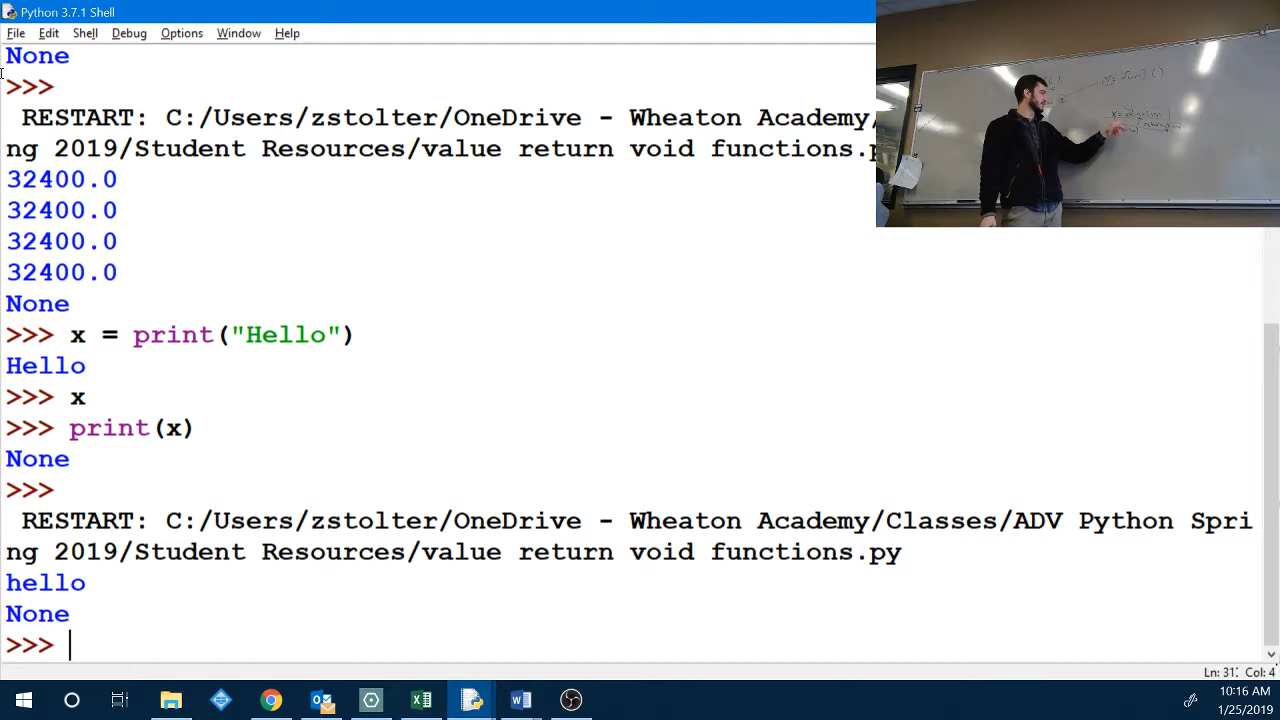 Python 3.7.1 Shell
File Edit Shell Debug Options Window Help
None
>>>
RESTART: C:/Users/zstolter/OneDrive - Wheaton Academy/
ng 2019/Student Resources/value return void functions.p
32400.0
32400.0
32400.0
32400.0
None
>>> x = print("Hello")
Hello
>>> x
>>> print(x)
None
>>>
RESTART: C:/Users/zstolter/OneDrive - Wheaton Academy/Classes/ADV Python Spri
ng 2019/Student Resources/value return void functions.py
hello
None
>>>
Ln: 31 Col: 4
10:16 AM
1/25/2019